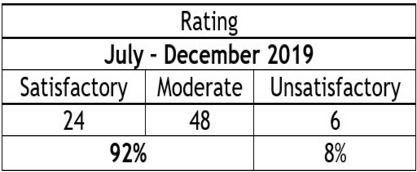 Rating
July - December 2019
Satisfactory Moderate Unsatisfactory
24 48 6
92% 8%